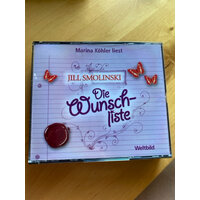 Marina Köhler liest
JILL SMOLINSKI
Die
Wunsch-
liste
Weltbild